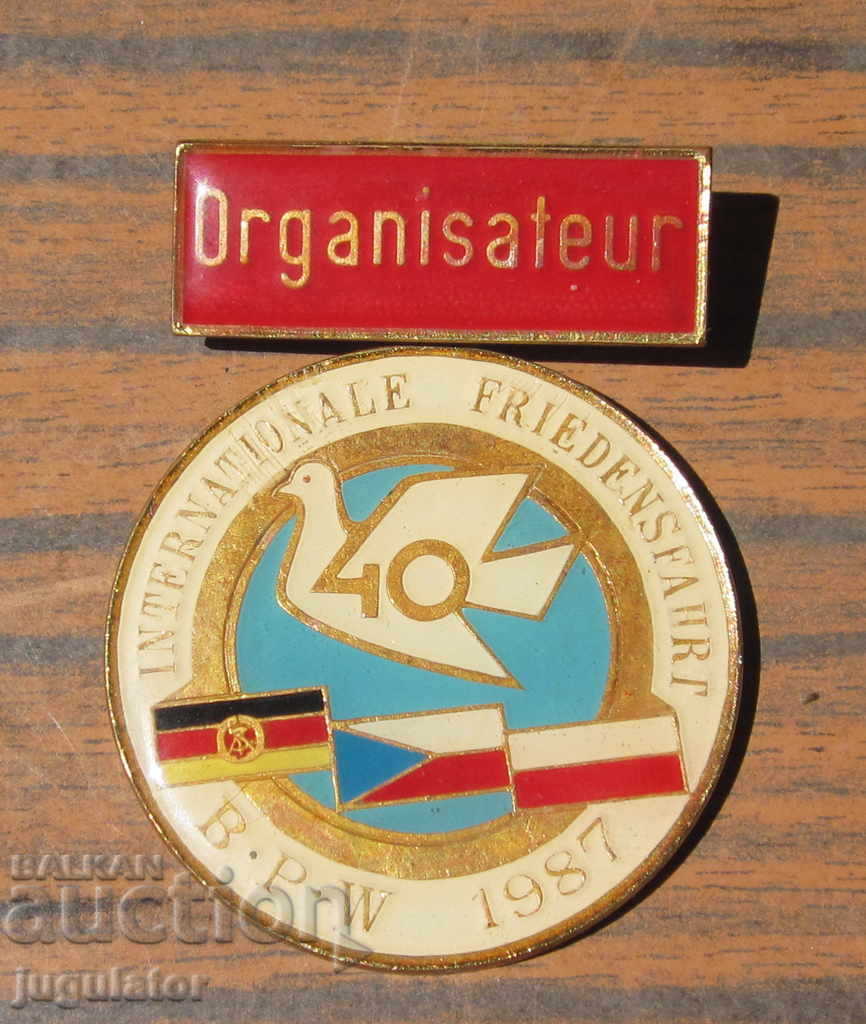 Organisateur
INTERNATIONALE FRIEDENSFAHRT
40
B. P. W 1987
BALKAN
auction
jugulator